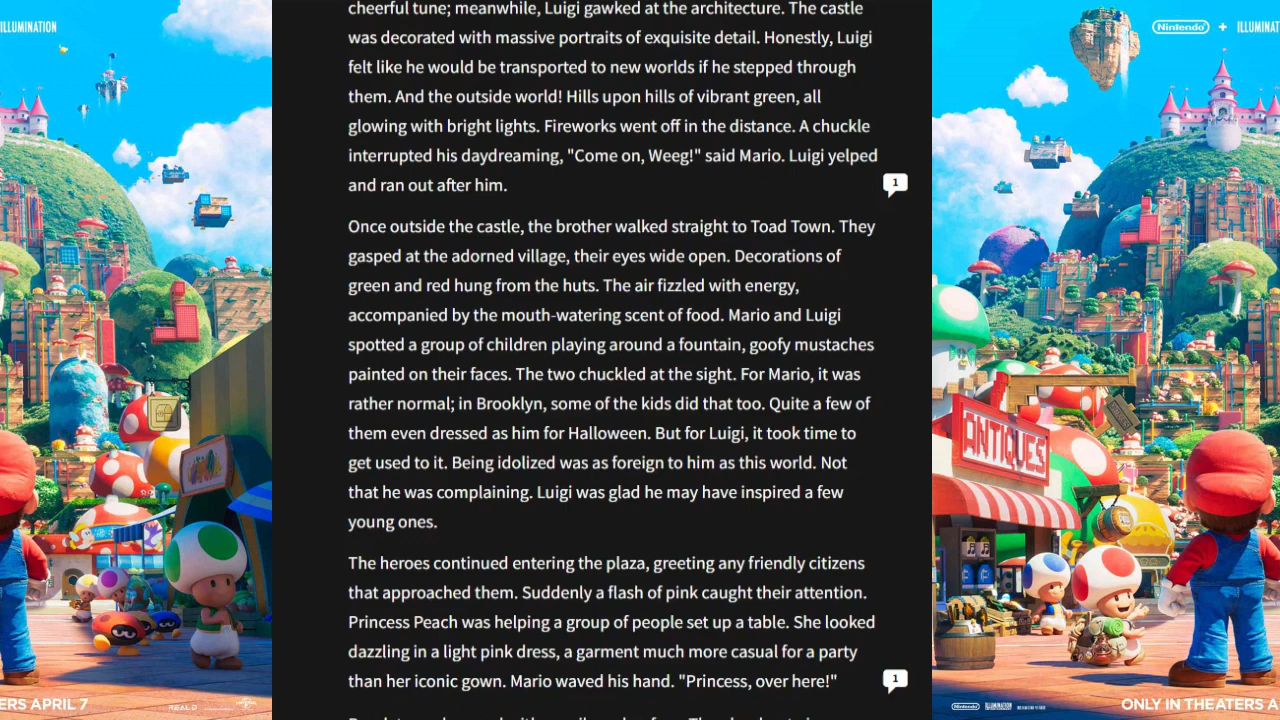 ILLUMINATION
ERS APRIL 7
cheerful tune; meanwhile, Luigi gawked at the architecture. The castle
was decorated with massive portraits of exquisite detail. Honestly, Luigi
felt like he would be transported to new worlds if he stepped through
them. And the outside world! Hills upon hills of vibrant green, all
glowing with bright lights. Fireworks went off in the distance. A chuckle
interrupted his daydreaming, "Come on, Weeg!" said Mario. Luigi yelped
and ran out after him.
1
Once outside the castle, the brother walked straight to Toad Town. They
gasped at the adorned village, their eyes wide open. Decorations of
green and red hung from the huts. The air fizzled with energy,
accompanied by the mouth-watering scent of food. Mario and Luigi
spotted a group of children playing around a fountain, goofy mustaches
painted on their faces. The two chuckled at the sight. For Mario, it was
rather normal; in Brooklyn, some of the kids did that too. Quite a few of
them even dressed as him for Halloween. But for Luigi, it took time to
get used to it. Being idolized was as foreign to him as this world. Not
that he was complaining. Luigi was glad he may have inspired a few
young ones.
The heroes continued entering the plaza, greeting any friendly citizens
that approached them. Suddenly a flash of pink caught their attention.
Princess Peach was helping a group of people set up a table. She looked
dazzling in a light pink dress, a garment much more casual for a party
than her iconic gown. Mario waved his hand. "Princess, over here!"
1
Nintendo + ILLUMINAT
ANTIQUES
Nintendo ILLUMINATION
ONLY IN THEATERS A
REALD